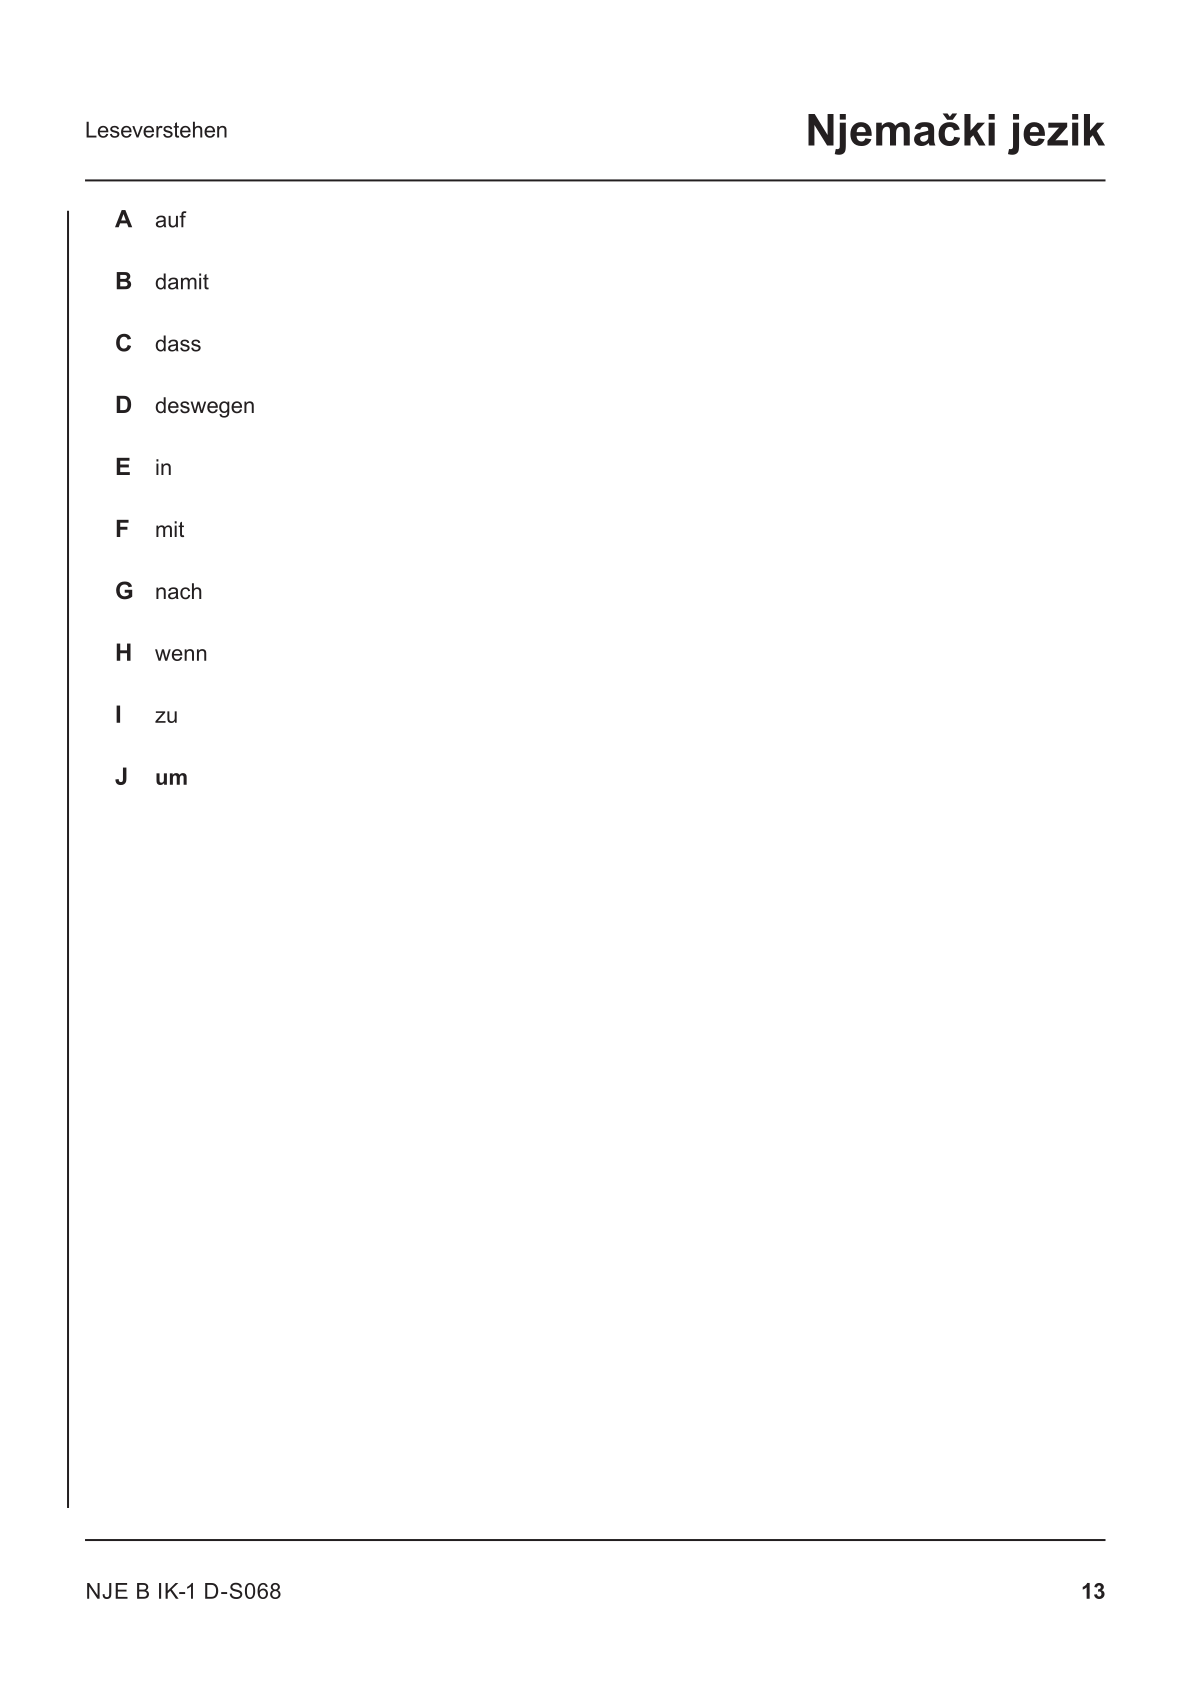 Leseverstehen
Njemački jezik
A auf
B damit
C dass
D deswegen
E in
F mit
G nach
H wenn
I zu
J um
NJE B IK-1 D-S068
13